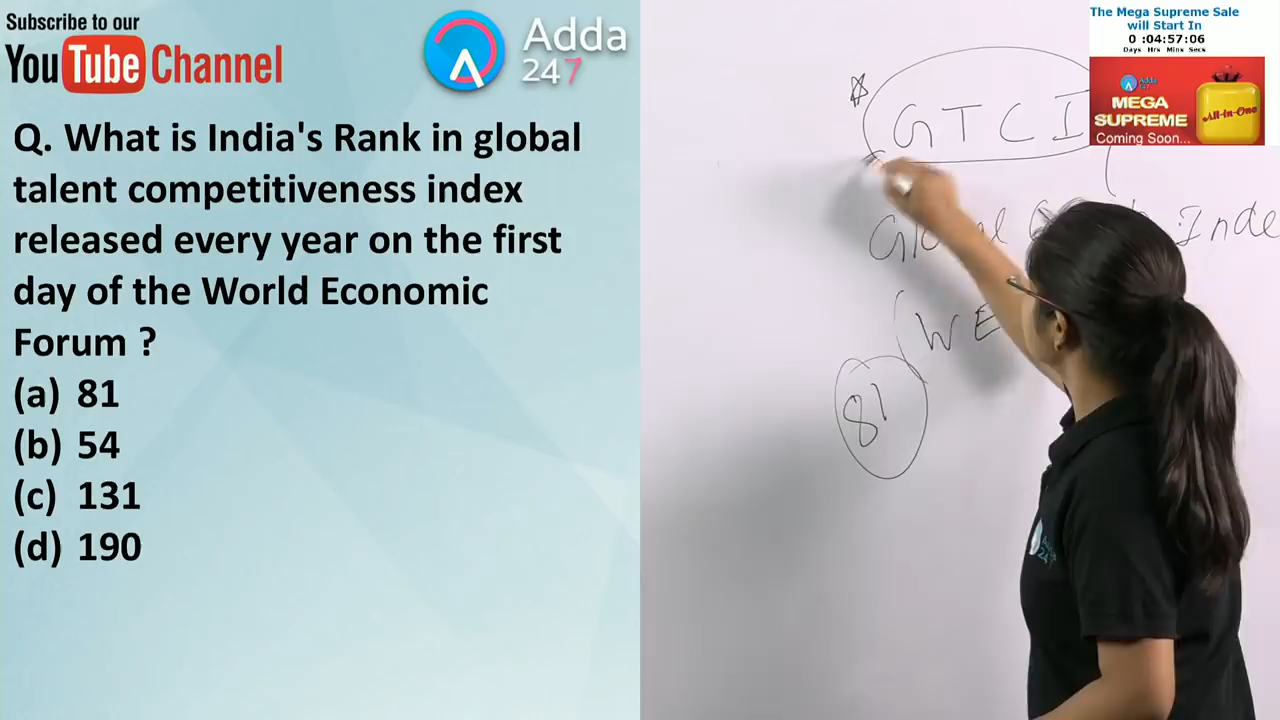 Subscribe to our
YouTube Channel
Adda
247
Q. What is India's Rank in global
talent competitiveness index
released every year on the first
day of the World Economic
Forum ?
(a) 81
(b) 54
(c) 131
(d) 190
The Mega Supreme Sale
will Start In
0 :04:57:06
Days Hrs Mins Secs
Adda
247
MEGA
SUPREME
Coming Soon...
All-In-One
GTCI
Global Inde
WE
81